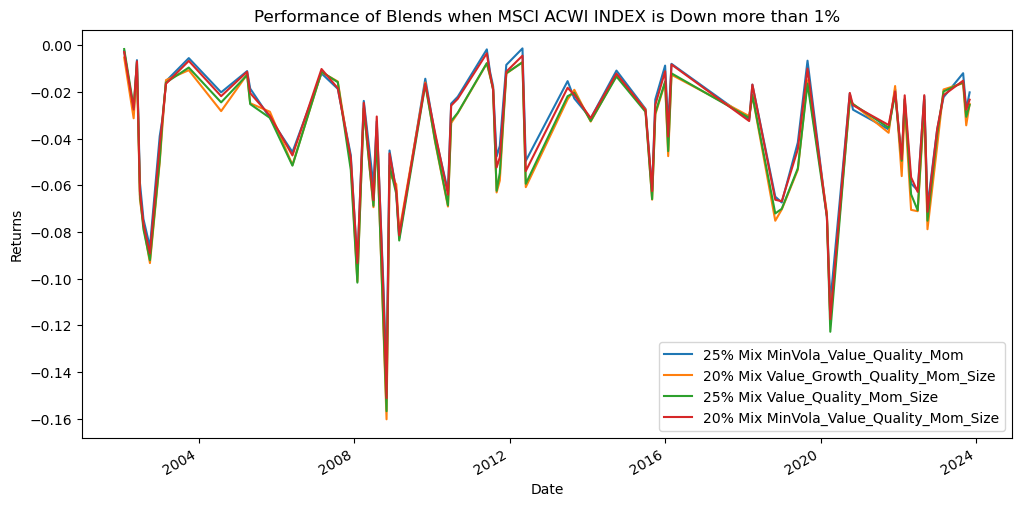 Performance of Blends when MSCI ACWI INDEX is Down more than 1%
0.00
−0.02
−0.04
−0.06
−0.08
−0.10
−0.12
−0.14
−0.16
Returns
25% Mix MinVola_Value_Quality_Mom
20% Mix Value_Growth_Quality_Mom_Size
25% Mix Value_Quality_Mom_Size
20% Mix MinVola_Value_Quality_Mom_Size
2004
2008
2012
2016
2020
2024
Date